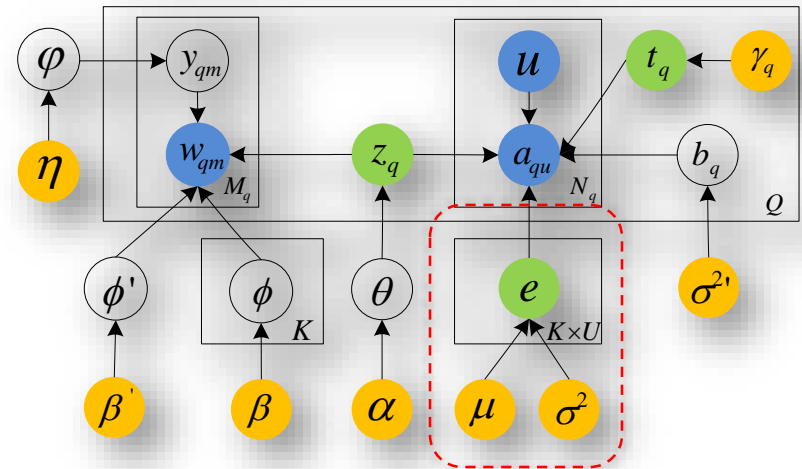 φ
y_qm
u
t_q
γ_q
η
w_qm
z_q
a_qu
b_q
M_q
N_q
Q
ϕ'
ϕ
K
θ
e
K×U
σ²'
β'
β
α
μ
σ²